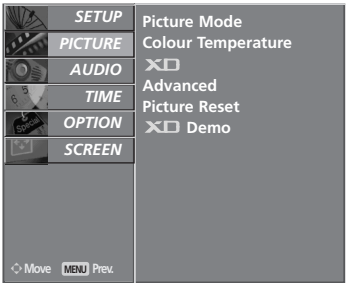 SETUP
PICTURE
AUDIO
TIME
OPTION
SCREEN
Move MENU Prev.
Picture Mode
Colour Temperature
XD
Advanced
Picture Reset
XD Demo